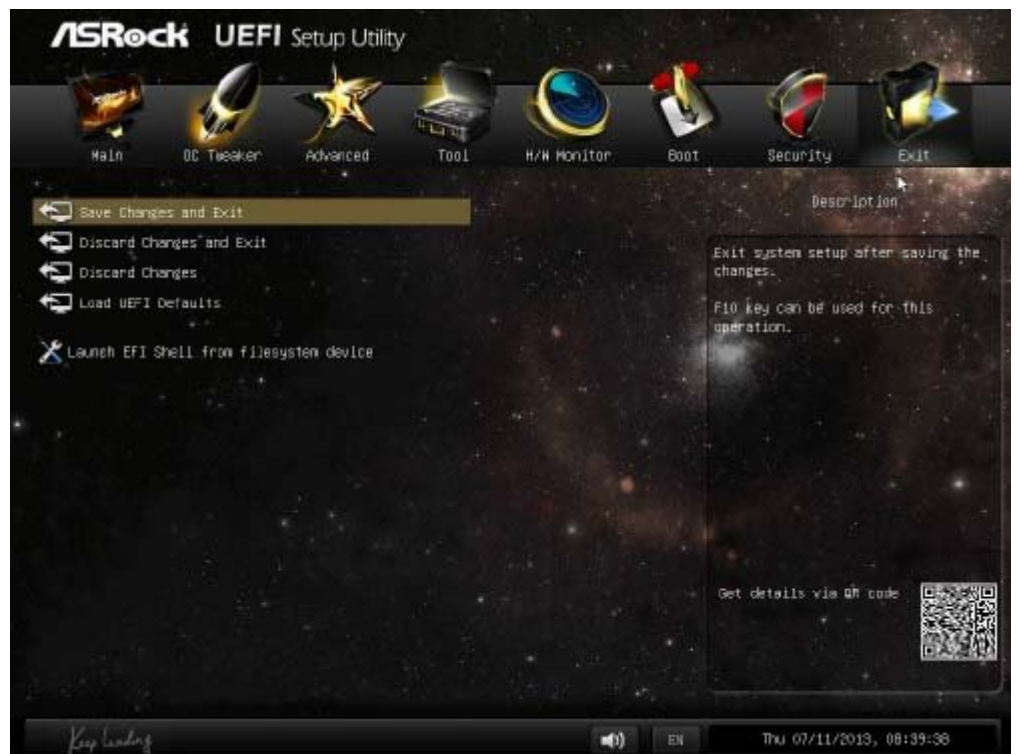 ASRock UEFI Setup Utility
Main OC Tweaker Advanced Tool H/W Monitor Boot Security Exit
Save Changes and Exit
Discard Changes and Exit
Discard Changes
Load UEFI Defaults
Launch EFI Shell from filesystem device
Description
Exit system setup after saving the
changes.
F10 key can be used for this
operation.
Get details via QR code
EN
Thu 07/11/2013, 08:39:38